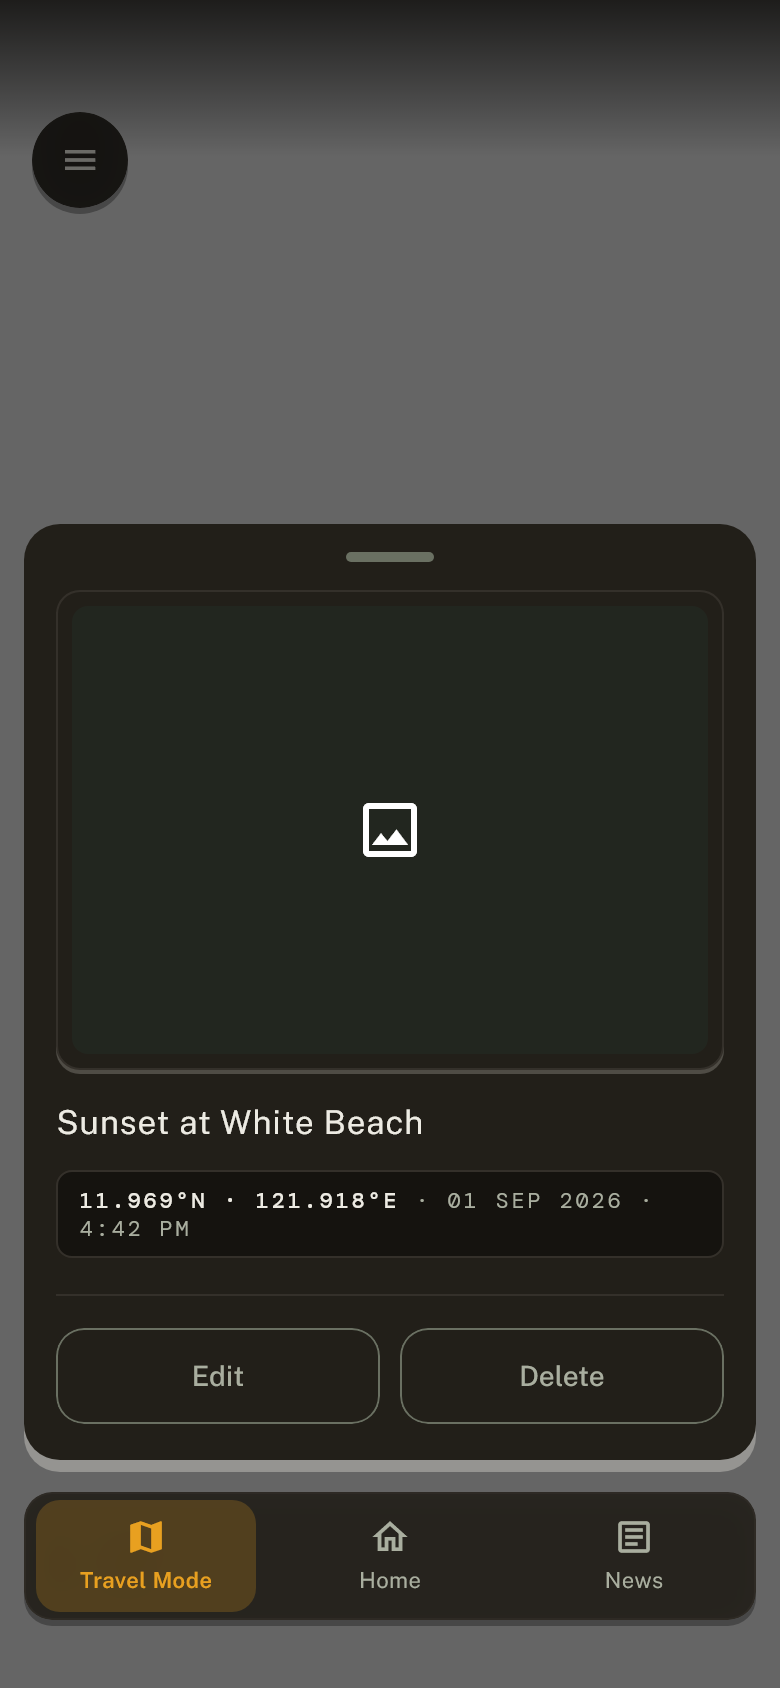 Sunset at White Beach
11.969°N · 121.918°E · 01 SEP 2026 ·
4:42 PM
Edit
Delete
Travel Mode
Home
News